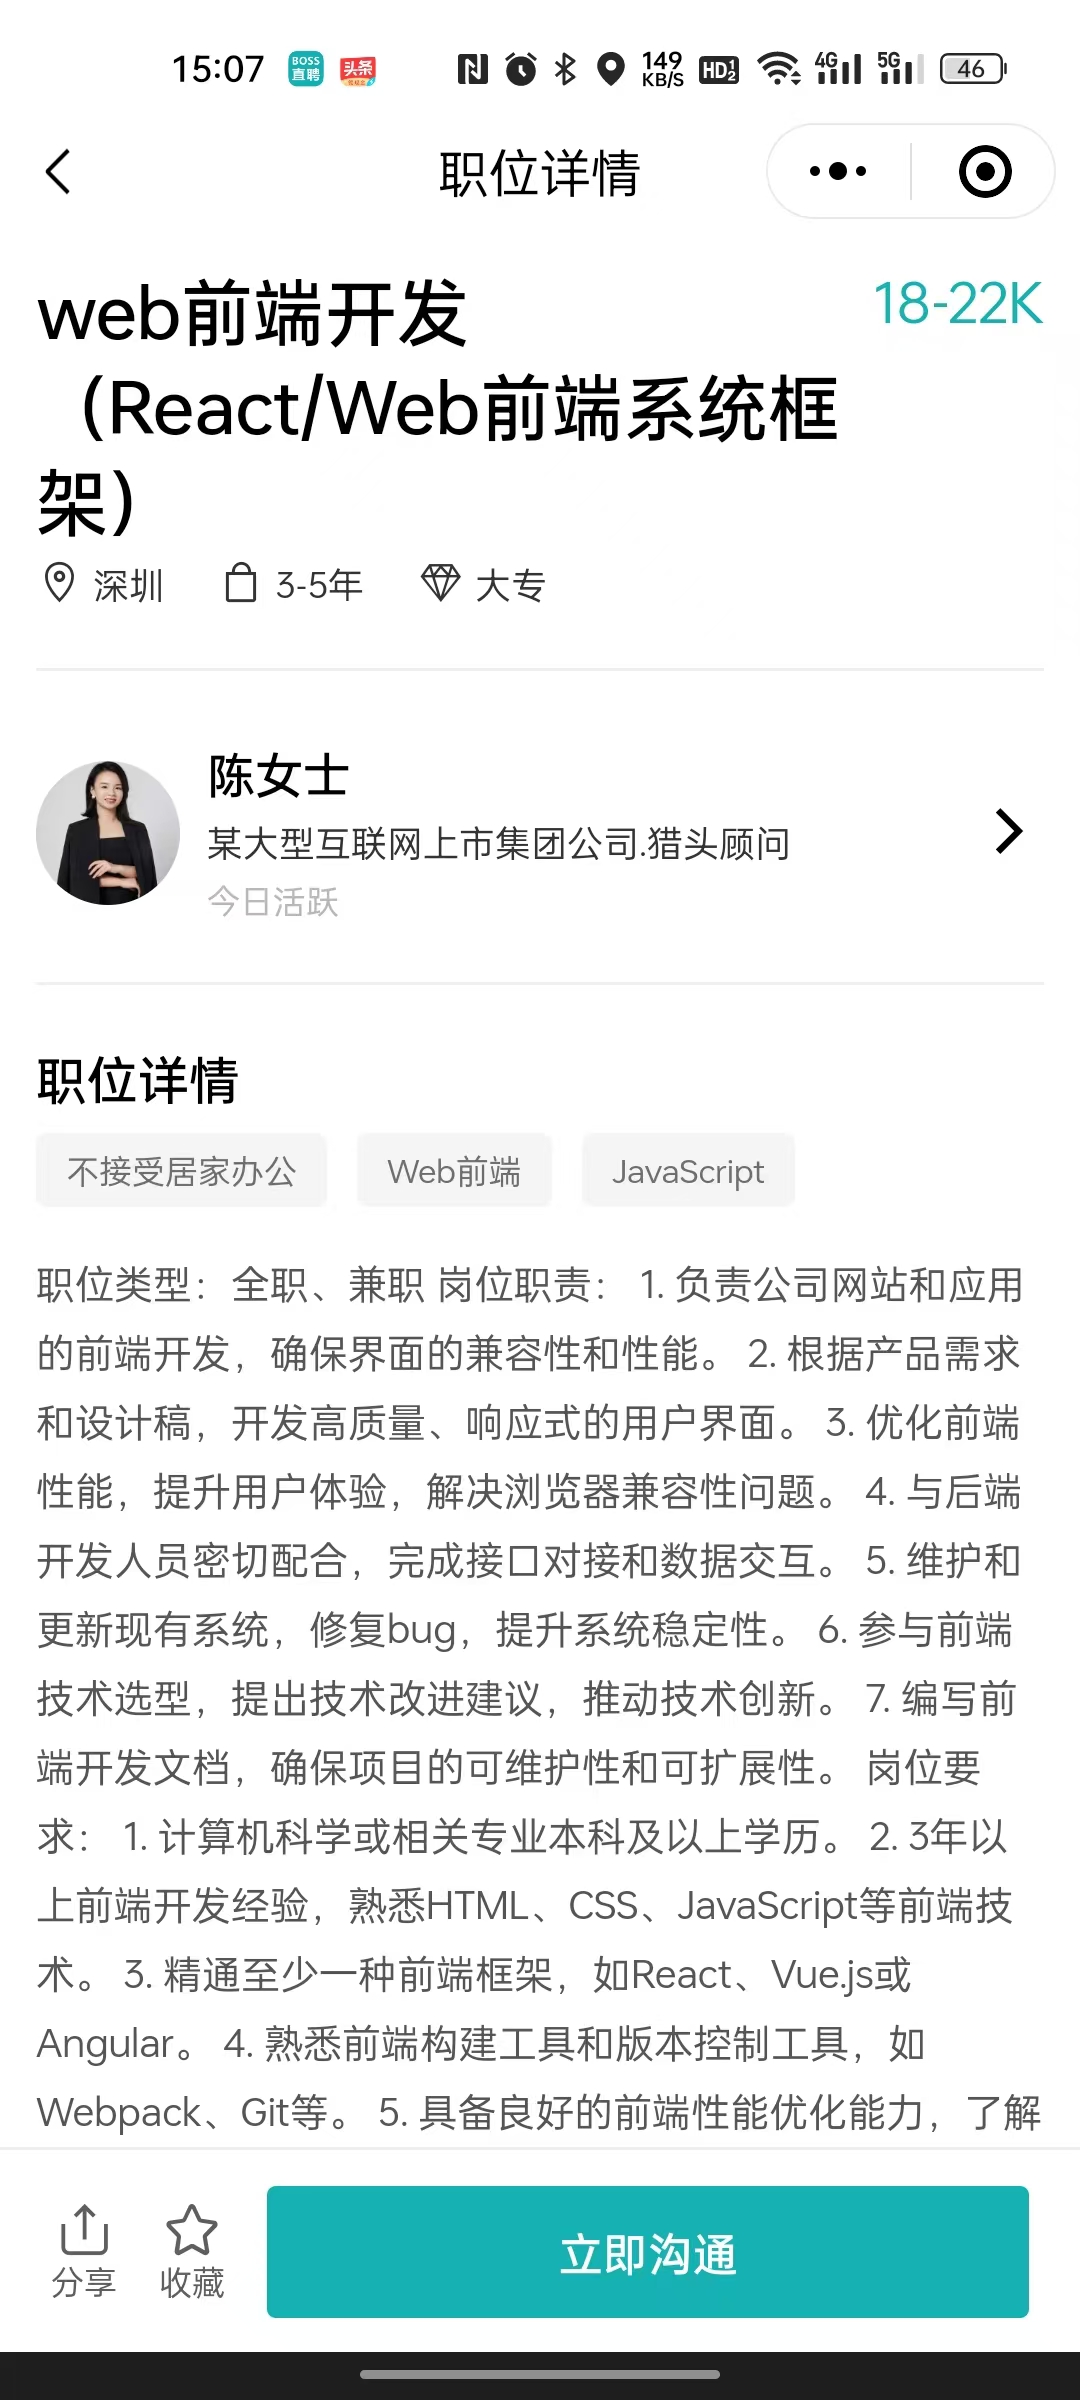 15:07
BOSS
直聘
头条
149
KB/S
HD 1
2
4G
5G
46
职位详情
web前端开发
（React/Web前端系统框
架）
18-22K
深圳
3-5年
大专
陈女士
某大型互联网上市集团公司.猎头顾问
今日活跃
职位详情
不接受居家办公
Web前端
JavaScript
职位类型：全职、兼职 岗位职责： 1. 负责公司网站和应用
的前端开发，确保界面的兼容性和性能。 2. 根据产品需求
和设计稿，开发高质量、响应式的用户界面。 3. 优化前端
性能，提升用户体验，解决浏览器兼容性问题。 4. 与后端
开发人员密切配合，完成接口对接和数据交互。 5. 维护和
更新现有系统，修复bug，提升系统稳定性。 6. 参与前端
技术选型，提出技术改进建议，推动技术创新。 7. 编写前
端开发文档，确保项目的可维护性和可扩展性。 岗位要
求： 1. 计算机科学或相关专业本科及以上学历。 2. 3年以
上前端开发经验，熟悉HTML、CSS、JavaScript等前端技
术。 3. 精通至少一种前端框架，如React、Vue.js或
Angular。 4. 熟悉前端构建工具和版本控制工具，如
Webpack、Git等。 5. 具备良好的前端性能优化能力，了解
分享
收藏
立即沟通